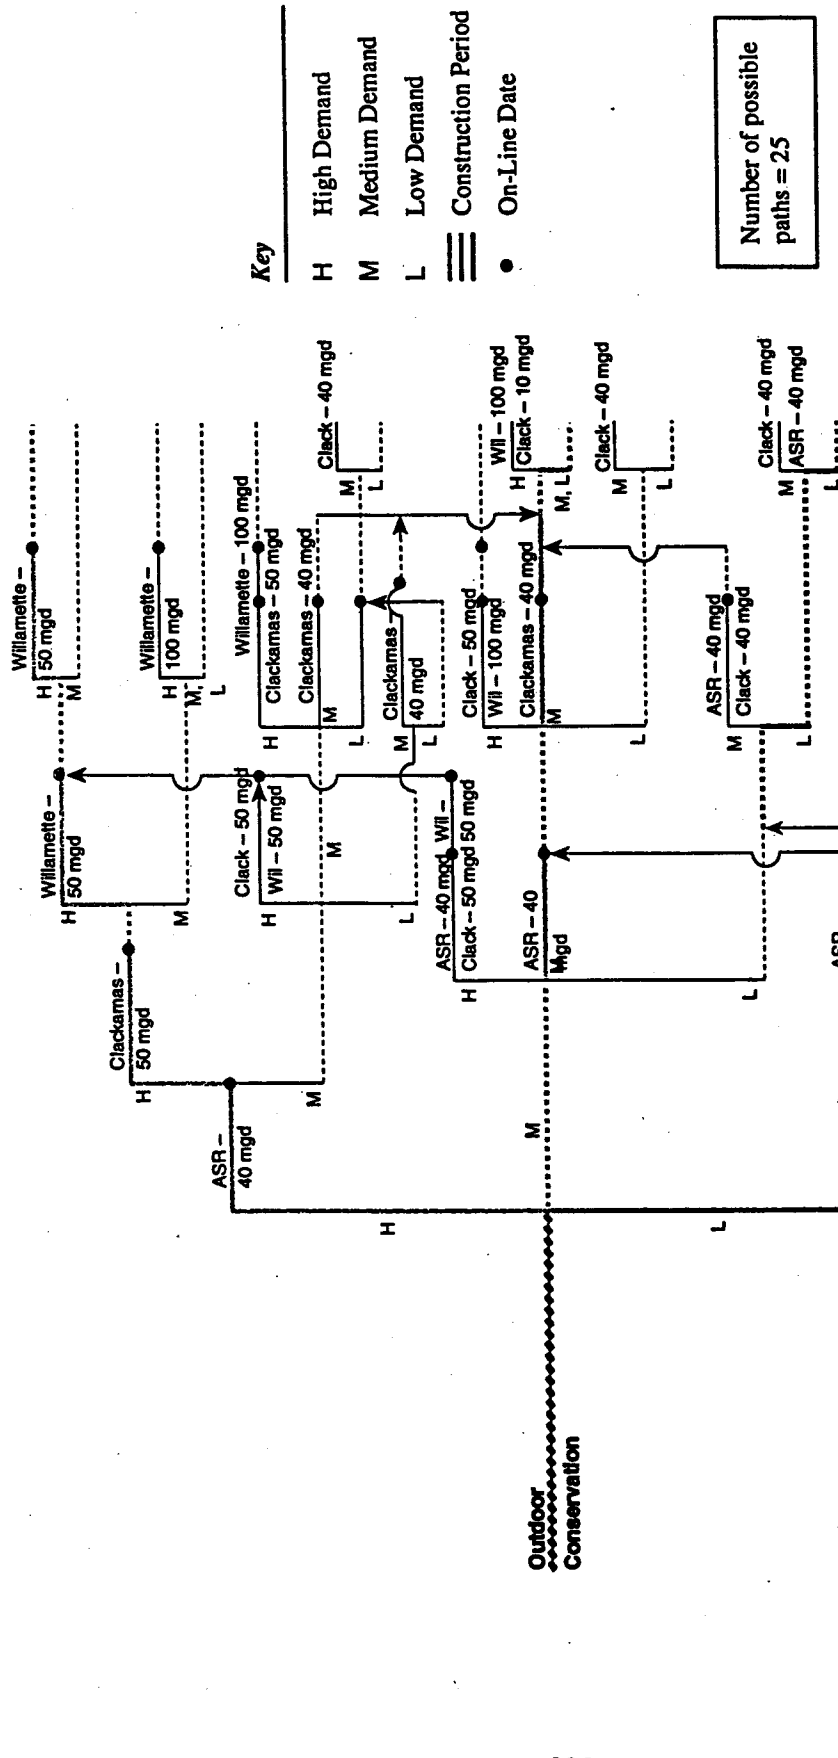 Willamette –
50 mgd
H
M
Willamette –
50 mgd
H
M
Clackamas –
50 mgd
H
M
Willamette –
100 mgd
H
M,
L
ASR –
40 mgd
Willamette – 100 mgd
Clackamas – 50 mgd
H
Clack – 50 mgd
Wil – 50 mgd
H
Clackamas – 40 mgd
M
M
L
L
Clack – 40 mgd
M
L
Clackamas –
40 mgd
M
L
H
ASR – 40 mgd
Wil –
Clack – 50 mgd
50 mgd
H
Clack – 50 mgd
Wil – 100 mgd
H
Wil – 100 mgd
Clack – 10 mgd
H
M, L
Outdoor
Conservation
M
ASR – 40
mgd
M
Clackamas – 40 mgd
M
L
Clack – 40 mgd
M
L
L
L
ASR – 40 mgd
Clack – 40 mgd
M
L
Clack – 40 mgd
ASR – 40 mgd
M
L
ASR
Key
H High Demand
M Medium Demand
L Low Demand
Construction Period
On-Line Date
Number of possible
paths = 25